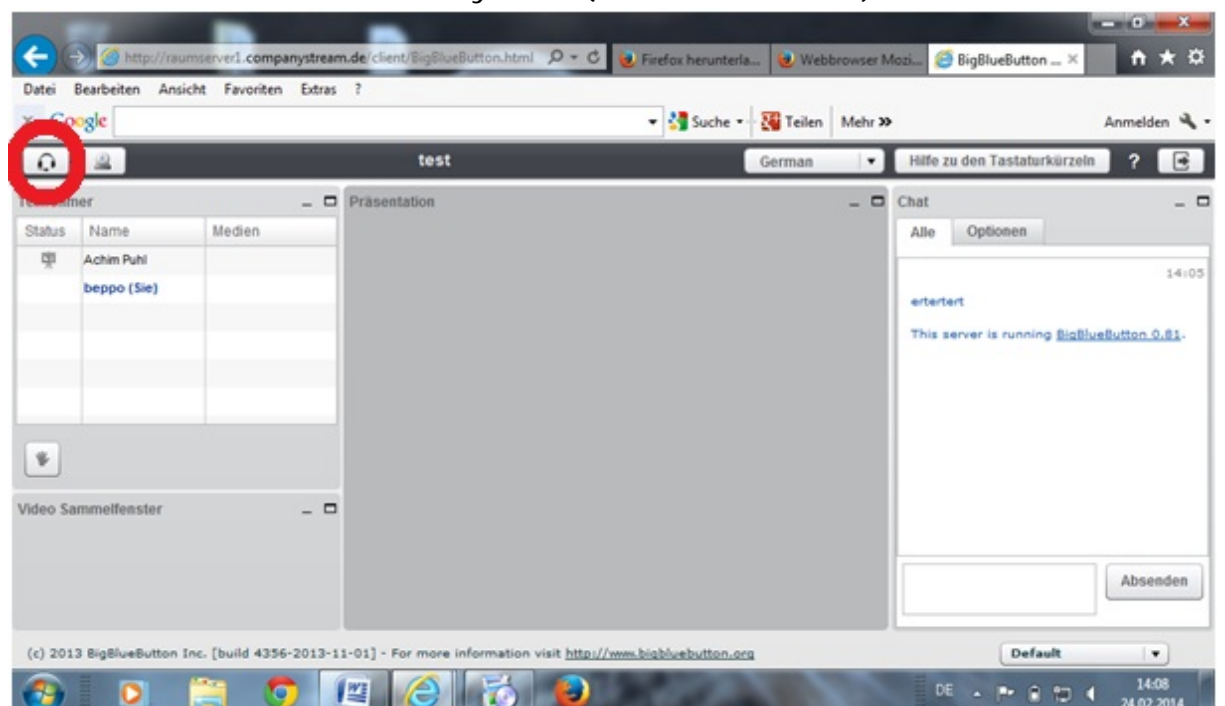 http://raumserver1.companystream.de/client/BigBlueButton.html
Firefox herunterla...
Webbrowser Mozi...
BigBlueButton ...
Datei Bearbeiten Ansicht Favoriten Extras ?
Google
Suche
Teilen
Mehr
Anmelden
test
German
Hilfe zu den Tastaturkürzeln
?
Präsentation
Chat
Status Name Medien
Alle Optionen
Achim Puhl
beppo (Sie)
14:05
ertertert
This server is running BigBlueButton 0.81.
Video Sammelfenster
Absenden
(c) 2013 BigBlueButton Inc. [build 4356-2013-11-01] - For more information visit http://www.bigbluebutton.org
Default
DE
14:08
24.02.2014